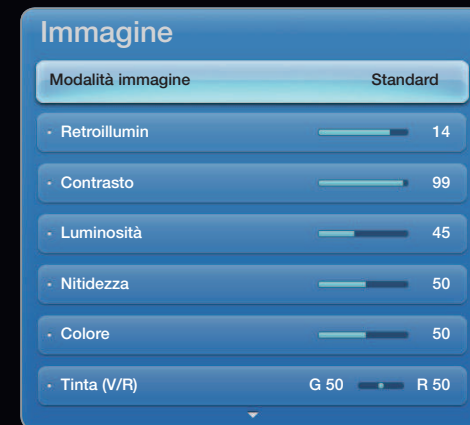 Immagine
Modalità immagine Standard
Retroillumin 14
Contrasto 99
Luminosità 45
Nitidezza 50
Colore 50
Tinta (V/R) G 50 R 50